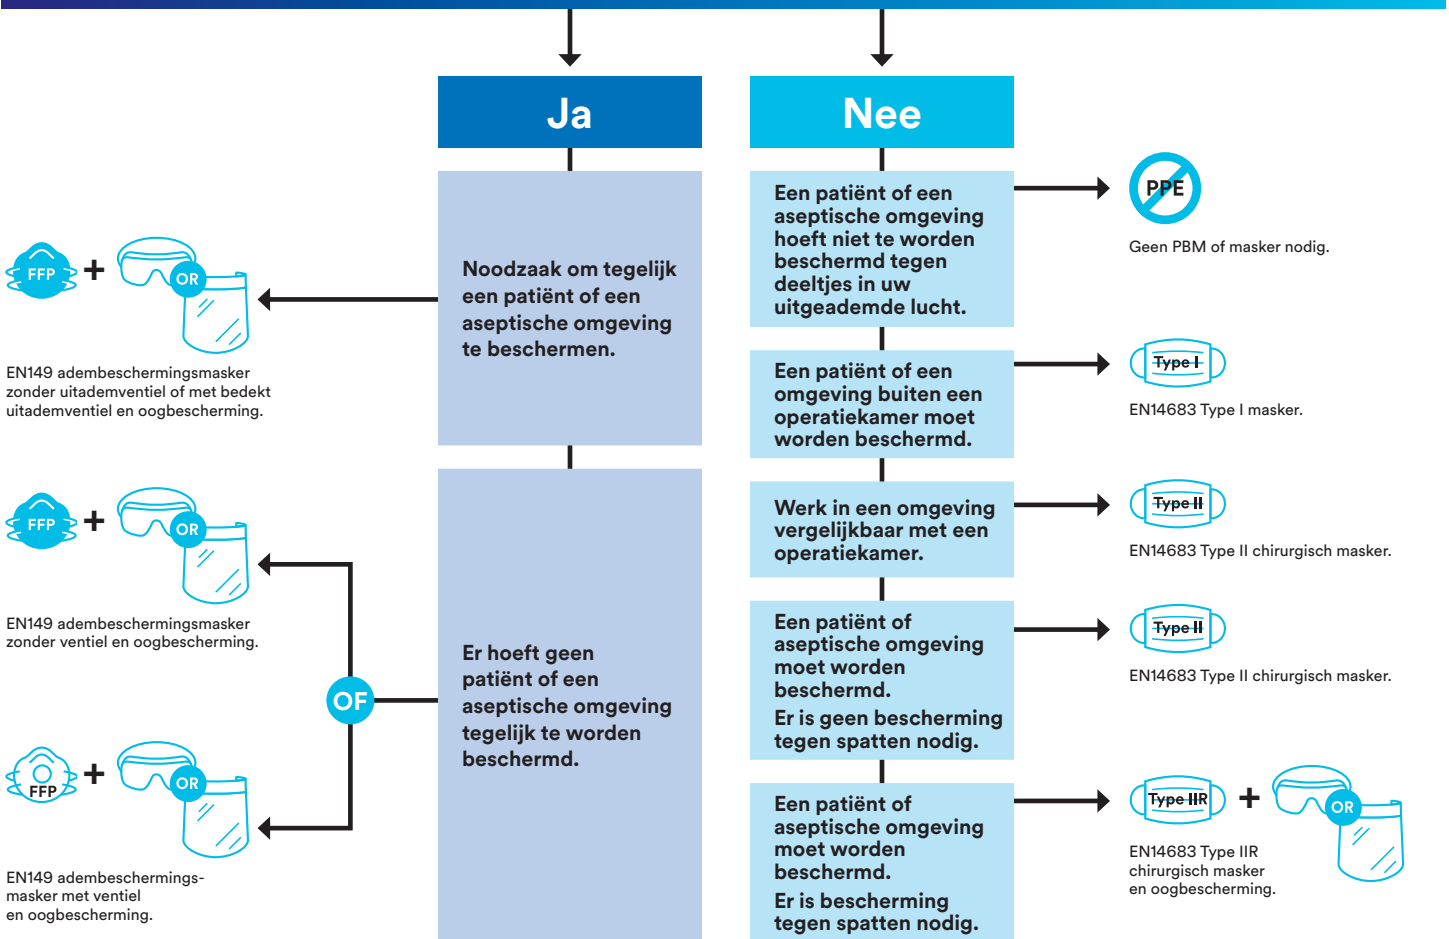 Ja
Noodzaak om tegelijk
een patiënt of een
aseptische omgeving
te beschermen.
FFP
+
OR
EN149 adembeschermingsmasker
zonder uitademventiel of met bedekt
uitademventiel en oogbescherming.
Er hoeft geen
patiënt of een
aseptische omgeving
tegelijk te worden
beschermd.
OF
FFP
+
OR
EN149 adembeschermingsmasker
zonder ventiel en oogbescherming.
FFP
+
OR
EN149 adembeschermings-
masker met ventiel
en oogbescherming.
Nee
Een patiënt of een
aseptische omgeving
hoeft niet te worden
beschermd tegen
deeltjes in uw
uitgeademde lucht.
PPE
Geen PBM of masker nodig.
Een patiënt of een
omgeving buiten een
operatiekamer moet
worden beschermd.
Type I
EN14683 Type I masker.
Werk in een omgeving
vergelijkbaar met een
operatiekamer.
Type II
EN14683 Type II chirurgisch masker.
Een patiënt of
aseptische omgeving
moet worden
beschermd.
Er is geen bescherming
tegen spatten nodig.
Type II
EN14683 Type II chirurgisch masker.
Een patiënt of
aseptische omgeving
moet worden
beschermd.
Er is bescherming
tegen spatten nodig.
Type IIR
+
OR
EN14683 Type IIR
chirurgisch masker
en oogbescherming.